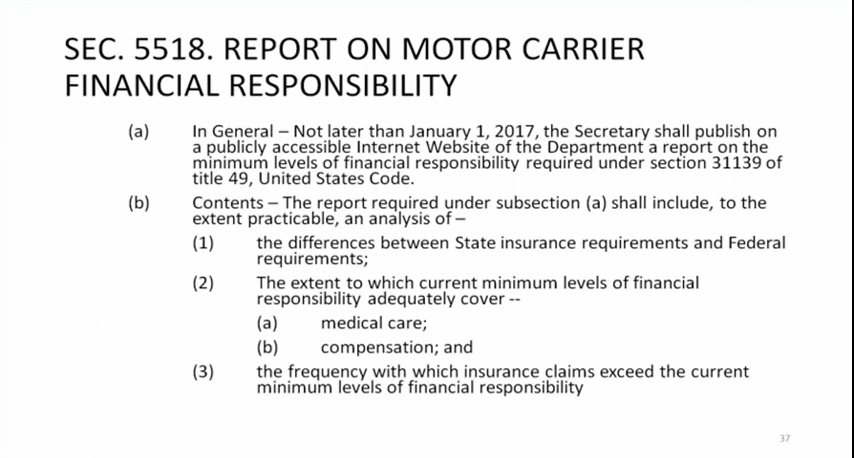 SEC. 5518. REPORT ON MOTOR CARRIER
FINANCIAL RESPONSIBILITY
(a) In General – Not later than January 1, 2017, the Secretary shall publish on
a publicly accessible Internet Website of the Department a report on the
minimum levels of financial responsibility required under section 31139 of
title 49, United States Code.
(b) Contents – The report required under subsection (a) shall include, to the
extent practicable, an analysis of –
(1) the differences between State insurance requirements and Federal
requirements;
(2) The extent to which current minimum levels of financial
responsibility adequately cover --
(a) medical care;
(b) compensation; and
(3) the frequency with which insurance claims exceed the current
minimum levels of financial responsibility
37